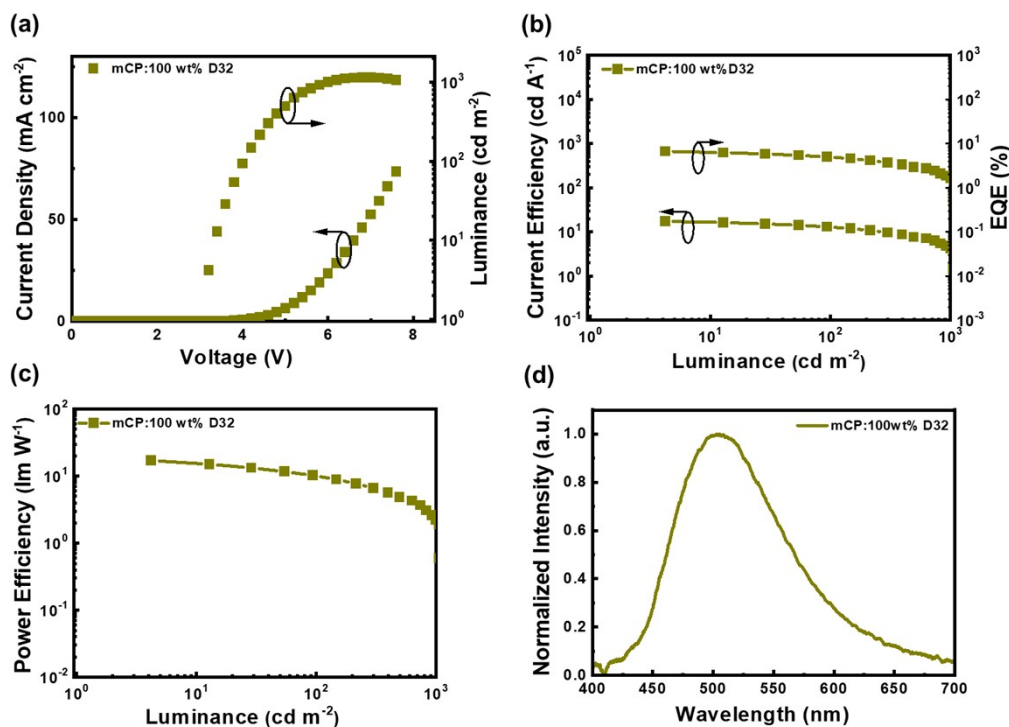 (a)
mCP:100 wt% D32
Current Density (mA cm-2)
Luminance (cd m-2)
100
50
0
10³
10²
10¹
10⁰
0 2 4 6 8
Voltage (V)
(b)
mCP:100 wt%D32
Current Efficiency (cd A-1)
EQE (%)
10⁵
10⁴
10³
10²
10¹
10⁰
10-1
10³
10²
10¹
10⁰
10-1
10-2
10-3
10⁰ 10¹ 10² 10³
Luminance (cd m-2)
(c)
mCP:100 wt% D32
Power Efficiency (lm W-1)
10²
10¹
10⁰
10-1
10-2
10⁰ 10¹ 10² 10³
Luminance (cd m-2)
(d)
mCP:100wt% D32
Normalized Intensity (a.u.)
1.0
0.8
0.6
0.4
0.2
0.0
400 450 500 550 600 650 700
Wavelength (nm)